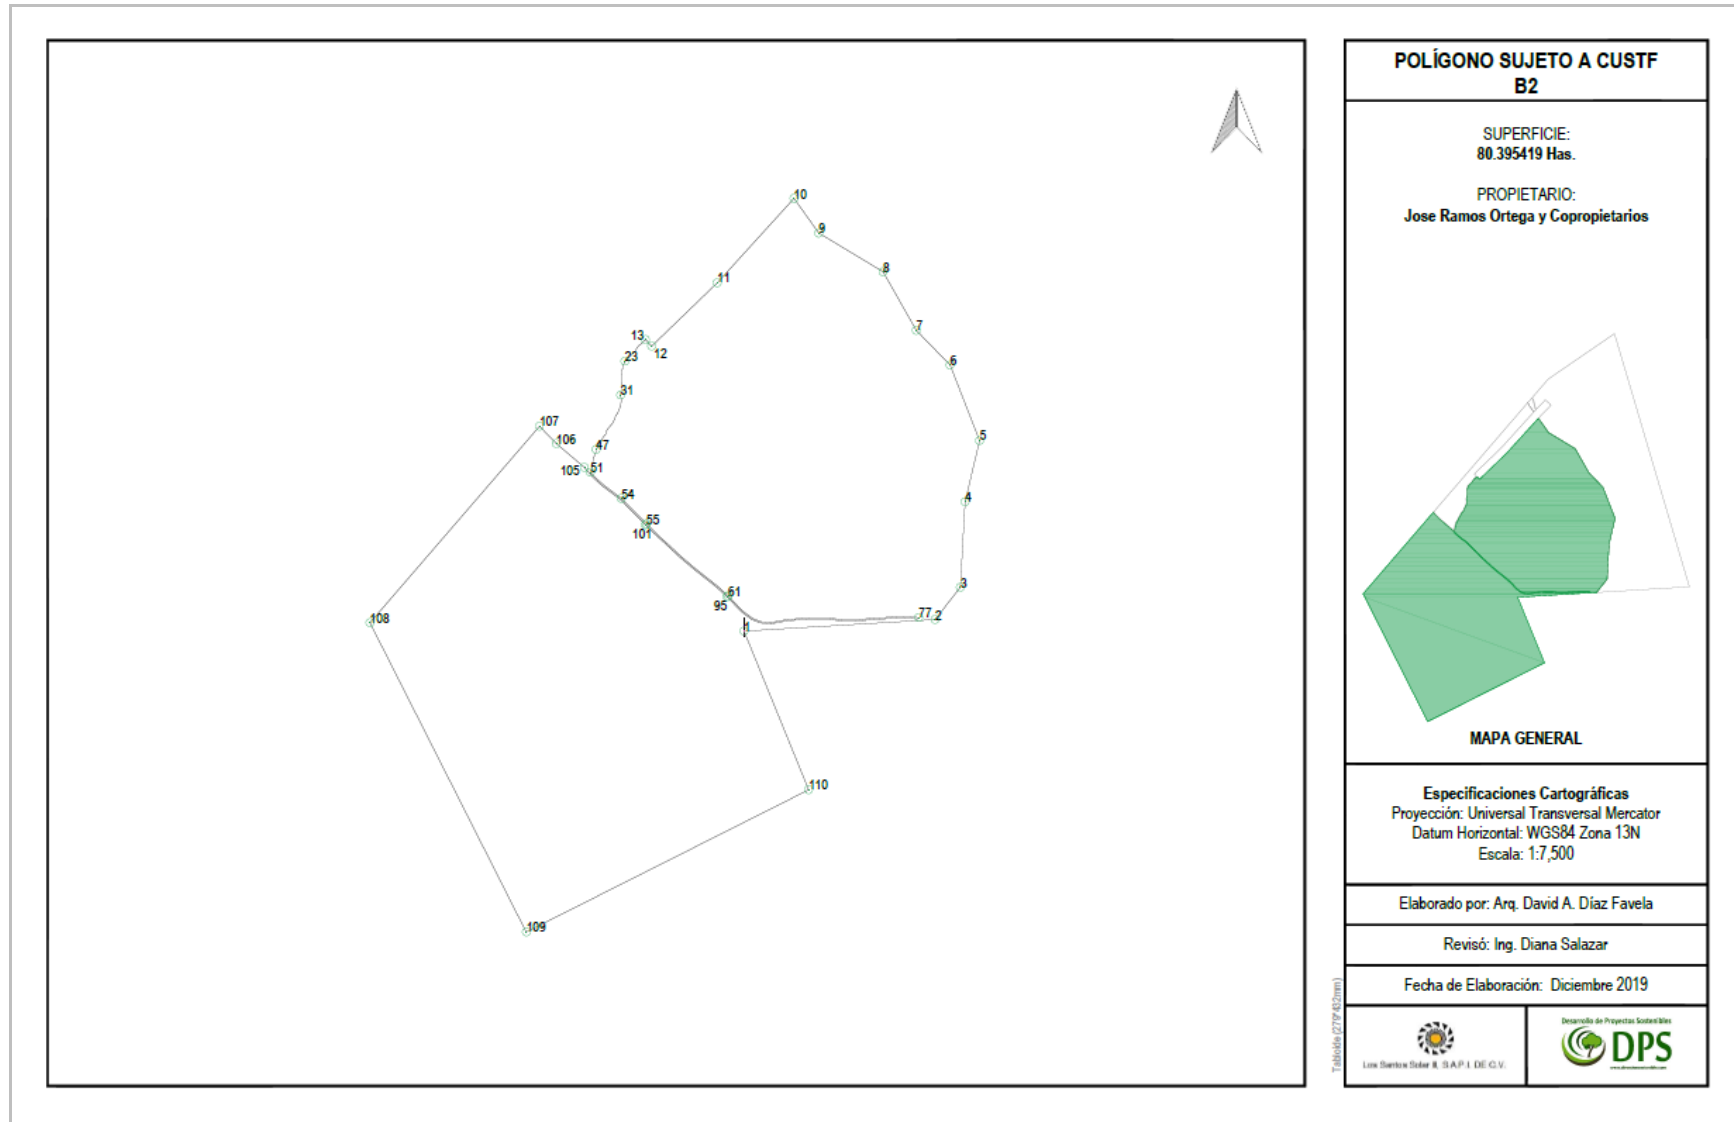 10
9
8
11
7
13
12
6
23
31
107
106
47
5
105
51
54
4
55
101
3
61
95
77
2
1
108
110
109
POLÍGONO SUJETO A CUSTF
B2
SUPERFICIE:
80.395419 Has.
PROPIETARIO:
Jose Ramos Ortega y Copropietarios
MAPA GENERAL
Especificaciones Cartográficas
Proyección: Universal Transversal Mercator
Datum Horizontal: WGS84 Zona 13N
Escala: 1:7,500
Elaborado por: Arq. David A. Díaz Favela
Revisó: Ing. Diana Salazar
Fecha de Elaboración: Diciembre 2019
Tabloide (279*432mm)
Los Santos Solar II, S.A.P.I. DE C.V.
Desarrollo de Proyectos Sostenibles
DPS